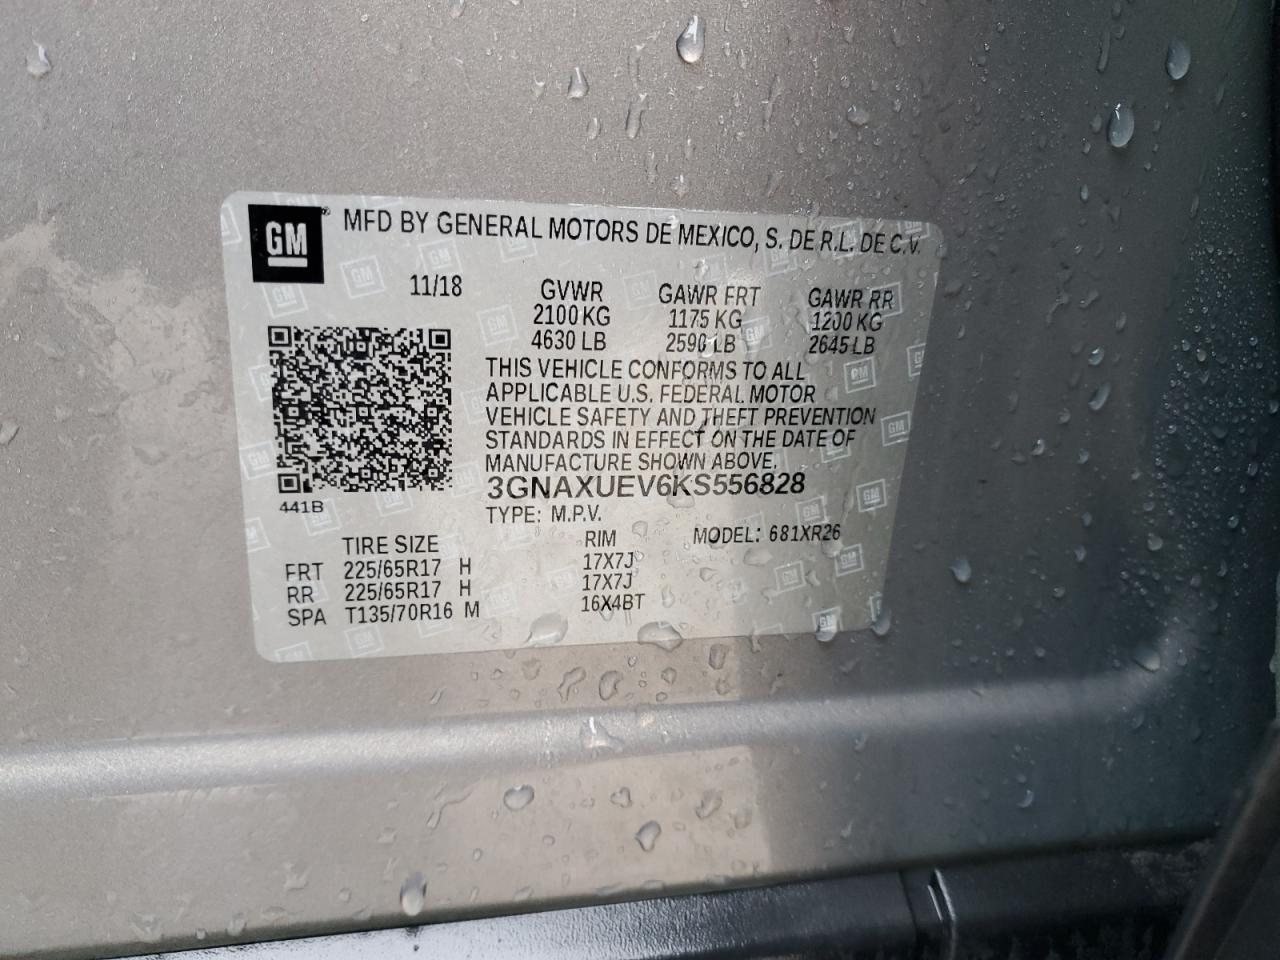 GM
MFD BY GENERAL MOTORS DE MEXICO, S. DE R.L. DE C.V.
11/18
GVWR GAWR FRT GAWR RR
2100 KG 1175 KG 1200 KG
4630 LB 2590 LB 2645 LB
THIS VEHICLE CONFORMS TO ALL
APPLICABLE U.S. FEDERAL MOTOR
VEHICLE SAFETY AND THEFT PREVENTION
STANDARDS IN EFFECT ON THE DATE OF
MANUFACTURE SHOWN ABOVE.
3GNAXUEV6KS556828
441B
TYPE: M.P.V. MODEL: 681XR26
TIRE SIZE RIM
FRT 225/65R17 H 17X7J
RR 225/65R17 H 17X7J
SPA T135/70R16 M 16X4BT